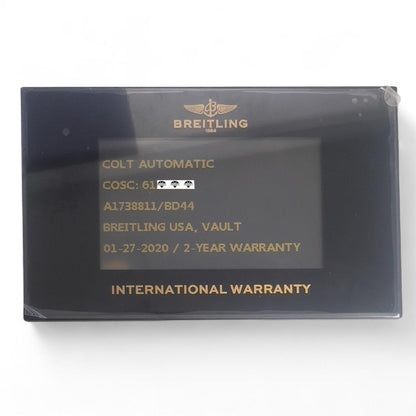 BREITLING
1884
COLT AUTOMATIC
COSC: 61
A1738811/BD44
BREITLING USA, VAULT
01-27-2020 / 2-YEAR WARRANTY
INTERNATIONAL WARRANTY